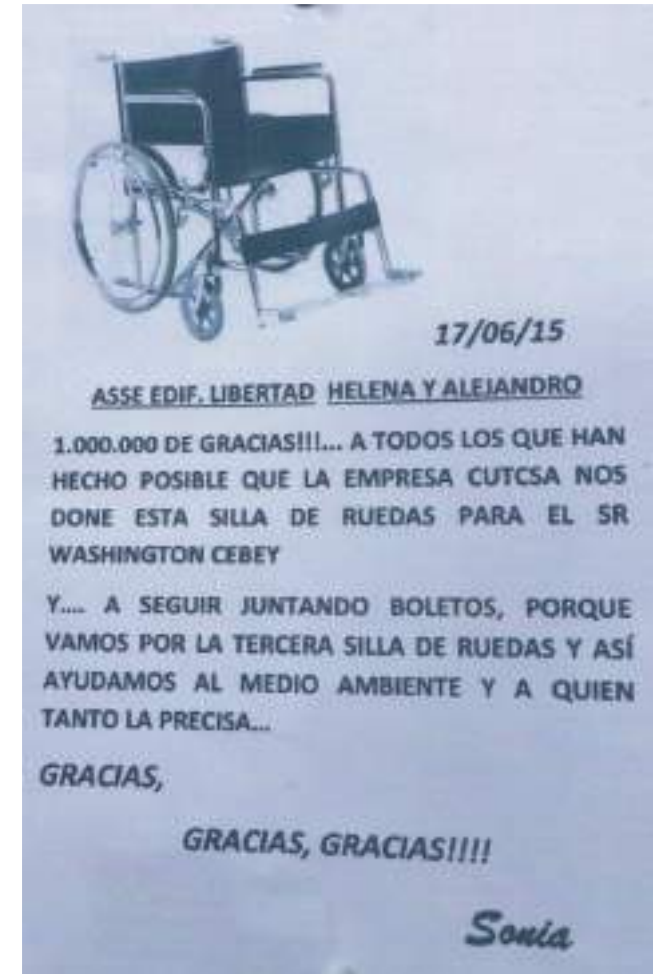 17/06/15
ASSE EDIF. LIBERTAD HELENA Y ALEJANDRO
1.000.000 DE GRACIAS!!!... A TODOS LOS QUE HAN
HECHO POSIBLE QUE LA EMPRESA CUTCSA NOS
DONE ESTA SILLA DE RUEDAS PARA EL SR
WASHINGTON CEBEY
Y.... A SEGUIR JUNTANDO BOLETOS, PORQUE
VAMOS POR LA TERCERA SILLA DE RUEDAS Y ASÍ
AYUDAMOS AL MEDIO AMBIENTE Y A QUIEN
TANTO LA PRECISA...
GRACIAS,
GRACIAS, GRACIAS!!!!
Sonia